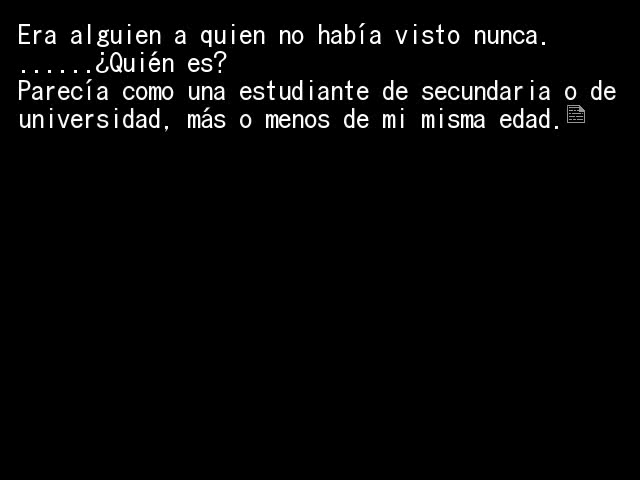 Era alguien a quien no había visto nunca.
......¿Quién es?
Parecía como una estudiante de secundaria o de
universidad, más o menos de mi misma edad.